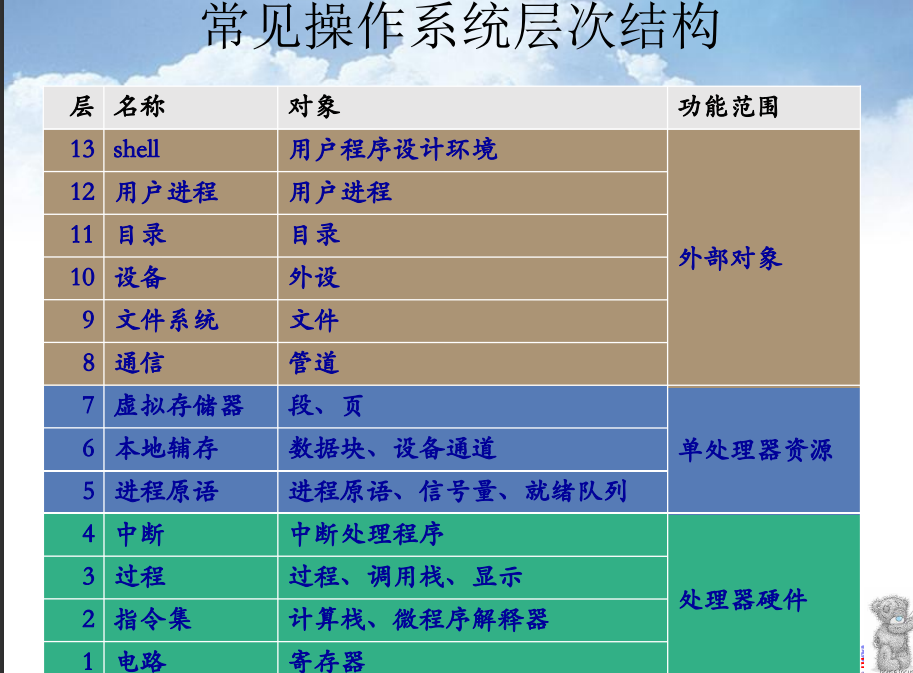 常见操作系统层次结构
层 名称 对象 功能范围
13 shell 用户程序设计环境
12 用户进程 用户进程
11 目录 目录
10 设备 外设
9 文件系统 文件
8 通信 管道
外部对象
7 虚拟存储器 段、页
6 本地辅存 数据块、设备通道
5 进程原语 进程原语、信号量、就绪队列
单处理器资源
4 中断 中断处理程序
3 过程 过程、调用栈、显示
2 指令集 计算栈、微程序解释器
1 电路 寄存器
处理器硬件